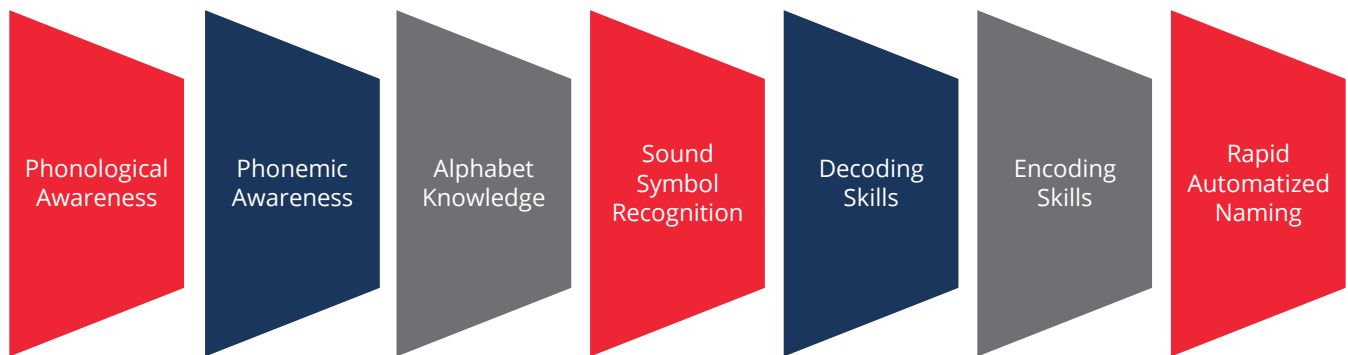 Phonological
Awareness
Phonemic
Awareness
Alphabet
Knowledge
Sound
Symbol
Recognition
Decoding
Skills
Encoding
Skills
Rapid
Automatized
Naming